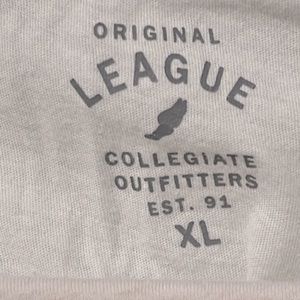 ORIGINAL
LEAGUE
COLLEGIATE
OUTFITTERS
EST. 91
XL